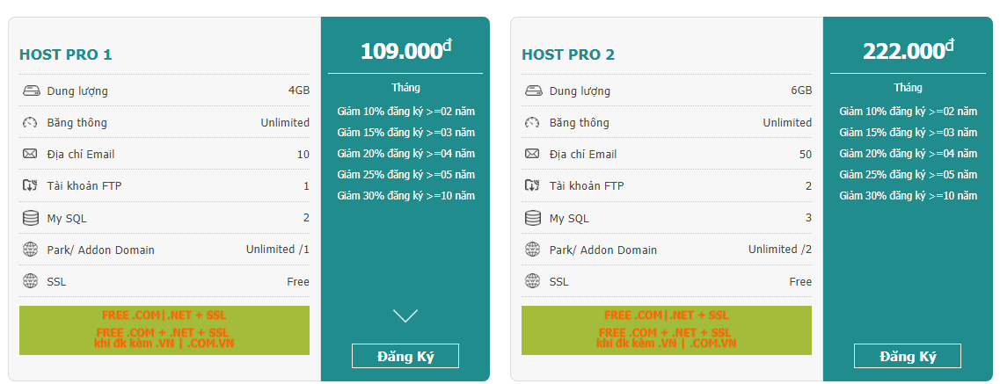 HOST PRO 1
Dung lượng 4GB
Băng thông Unlimited
Địa chỉ Email 10
Tài khoản FTP 1
My SQL 2
Park/ Addon Domain Unlimited /1
SSL Free
FREE .COM|.NET + SSL
FREE .COM + .NET + SSL
khi đk kèm .VN | .COM.VN
109.000đ
Tháng
Giảm 10% đăng ký >=02 năm
Giảm 15% đăng ký >=03 năm
Giảm 20% đăng ký >=04 năm
Giảm 25% đăng ký >=05 năm
Giảm 30% đăng ký >=10 năm
Đăng Ký
HOST PRO 2
Dung lượng 6GB
Băng thông Unlimited
Địa chỉ Email 50
Tài khoản FTP 2
My SQL 3
Park/ Addon Domain Unlimited /2
SSL Free
FREE .COM|.NET + SSL
FREE .COM + .NET + SSL
khi đk kèm .VN | .COM.VN
222.000đ
Tháng
Giảm 10% đăng ký >=02 năm
Giảm 15% đăng ký >=03 năm
Giảm 20% đăng ký >=04 năm
Giảm 25% đăng ký >=05 năm
Giảm 30% đăng ký >=10 năm
Đăng Ký